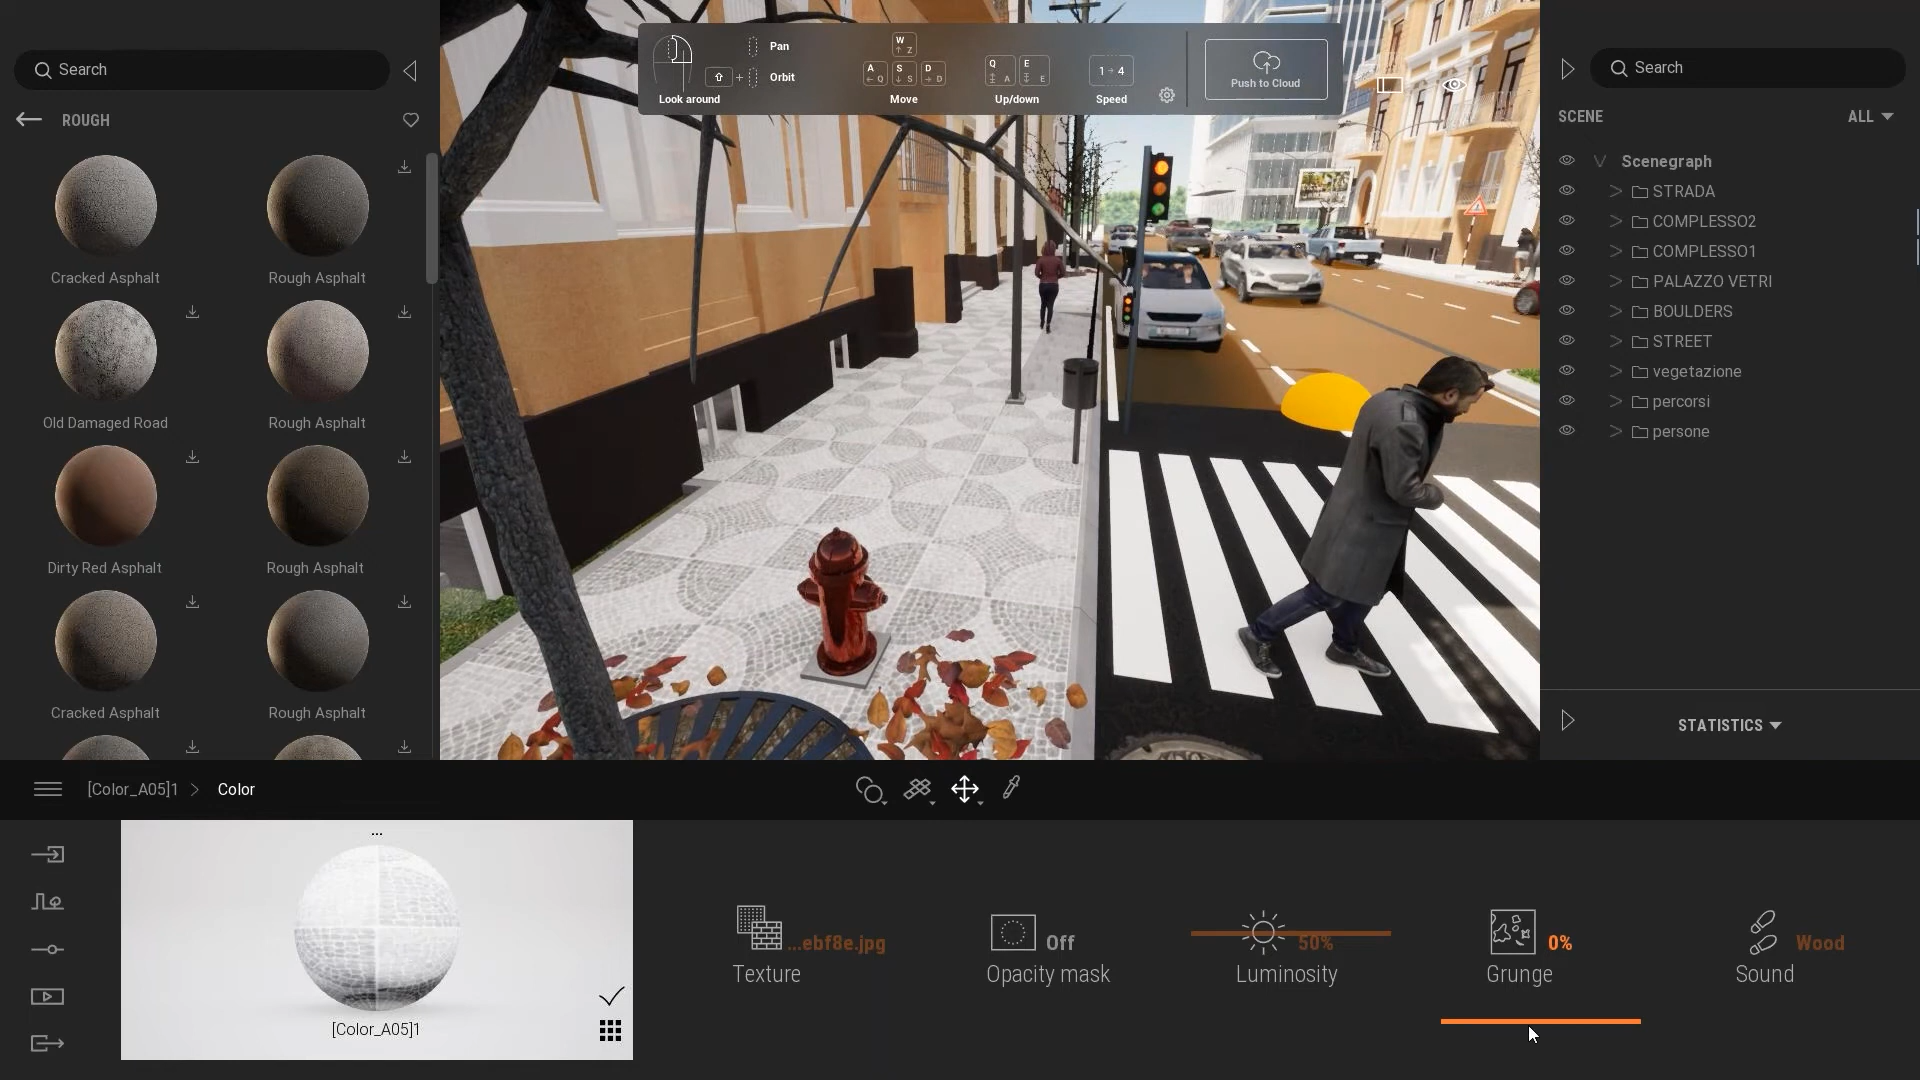 Search
ROUGH
Cracked Asphalt
Rough Asphalt
Old Damaged Road
Rough Asphalt
Dirty Red Asphalt
Rough Asphalt
Cracked Asphalt
Rough Asphalt
Look around
Pan
+ Orbit
W
Z
A
Q
S
S
D
D
Move
Q
A
E
E
Up/down
1 4
Speed
Push to Cloud
Search
SCENE
ALL
Scenegraph
STRADA
COMPLESSO2
COMPLESSO1
PALAZZO VETRI
BOULDERS
STREET
vegetazione
percorsi
persone
STATISTICS
[Color_A05]1 > Color
...
[Color_A05]1
...ebf8e.jpg
Texture
Off
Opacity mask
50%
Luminosity
0%
Grunge
Wood
Sound